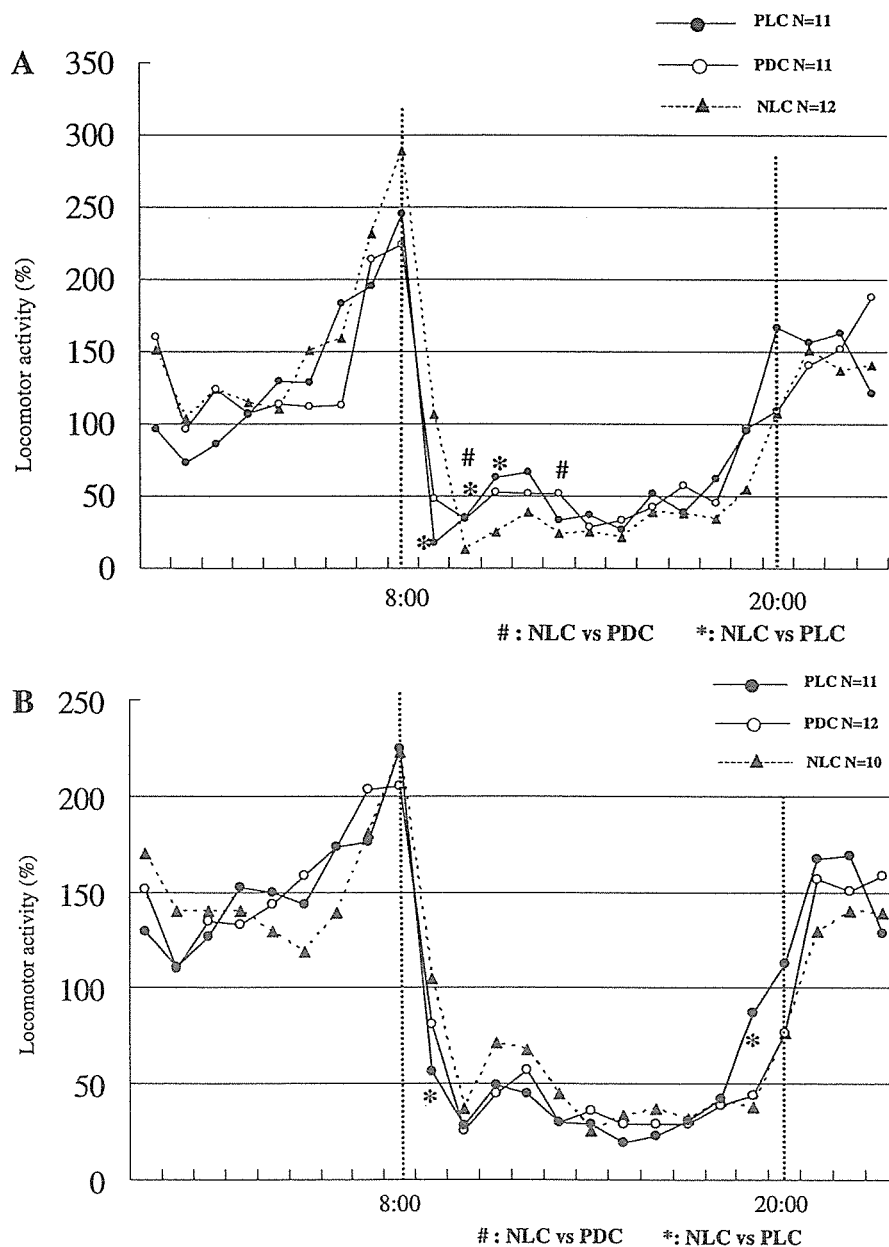 PLC N=11
A
PDC N=11
NLC N=12
350
300
250
200
150
100
50
0
Locomotor activity (%)
#
*
*
#
*
8:00
20:00
# : NLC vs PDC *: NLC vs PLC
B
PLC N=11
PDC N=12
NLC N=10
250
200
150
100
50
0
Locomotor activity (%)
*
*
8:00
20:00
# : NLC vs PDC *: NLC vs PLC